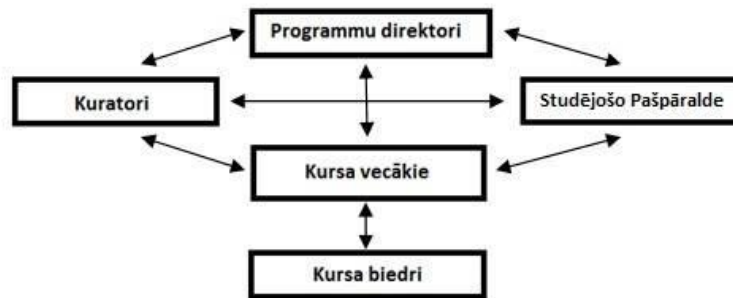 Programmu direktori
Kuratori
Studējošo Pašpāralde
Kursa vecākie
Kursa biedri